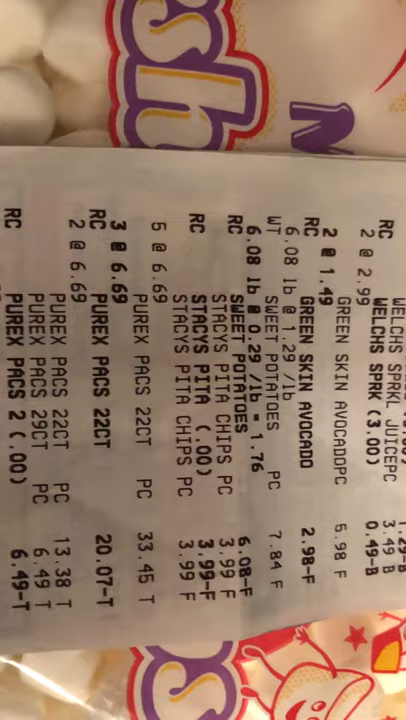 WELCHS SPRKL JUICEPC 3.49 B
RC WELCHS SPRK (3.00) 0.49-B
2 @ 2.99
GREEN SKIN AVOCADOPC 5.98 F
2 @ 1.49
RC GREEN SKIN AVOCADO 2.98-F
6.08 lb @ 1.29 /lb
WT SWEET POTATOES PC 7.84 F
6.08 lb @ 0.29 /lb = 1.76
RC SWEET POTATOES 6.08-F
STACYS PITA CHIPS PC 3.99 F
RC STACYS PITA (.00) 3.99-F
STACYS PITA CHIPS PC 3.99 F
5 @ 6.69
PUREX PACS 22CT PC 33.45 T
3 @ 6.69
RC PUREX PACS 22CT 20.07-T
2 @ 6.69
PUREX PACS 22CT PC 13.38 T
PUREX PACS 29CT PC 6.49 T
RC PUREX PACS 2 (.00) 6.49-T